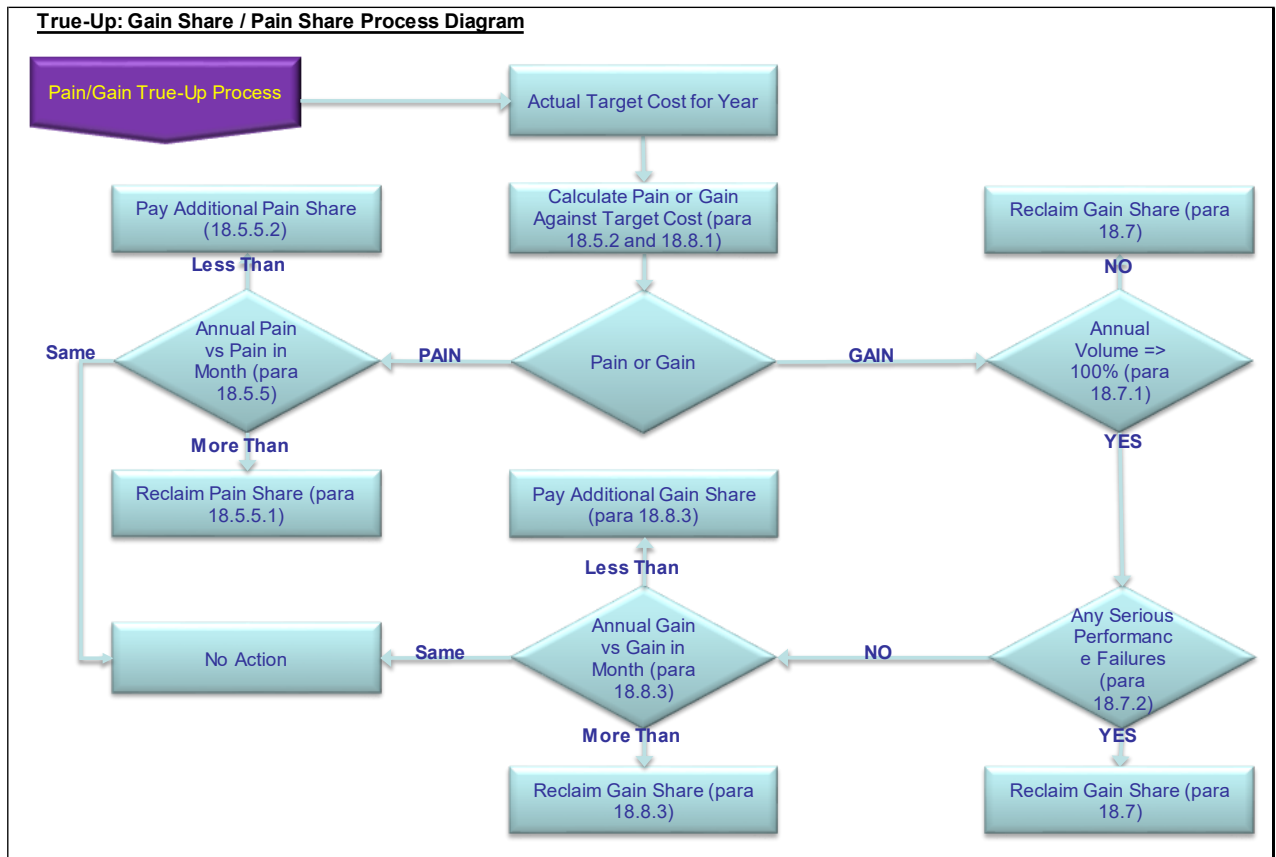 True-Up: Gain Share / Pain Share Process Diagram
Pain/Gain True-Up Process
Actual Target Cost for Year
Pay Additional Pain Share
(18.5.5.2)
Calculate Pain or Gain
Against Target Cost (para
18.5.2 and 18.8.1)
Reclaim Gain Share (para
18.7)
Less Than
NO
Same
Annual Pain
vs Pain in
Month (para
18.5.5)
PAIN
Pain or Gain
GAIN
Annual
Volume =>
100% (para
18.7.1)
More Than
YES
Reclaim Pain Share (para
18.5.5.1)
Pay Additional Gain Share
(para 18.8.3)
Less Than
No Action
Same
Annual Gain
vs Gain in
Month (para
18.8.3)
NO
Any Serious
Performanc
e Failures
(para
18.7.2)
More Than
YES
Reclaim Gain Share (para
18.8.3)
Reclaim Gain Share (para
18.7)